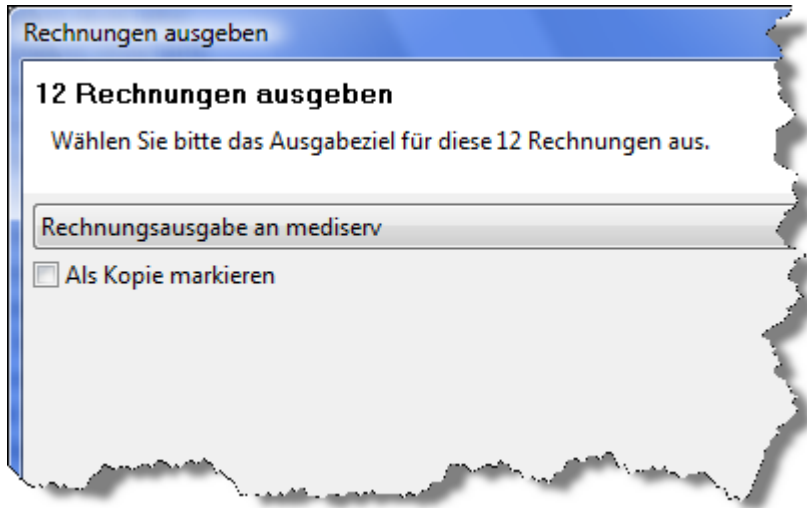 Rechnungen ausgeben
12 Rechnungen ausgeben
Wählen Sie bitte das Ausgabeziel für diese 12 Rechnungen aus.
Rechnungsausgabe an mediserv
Als Kopie markieren